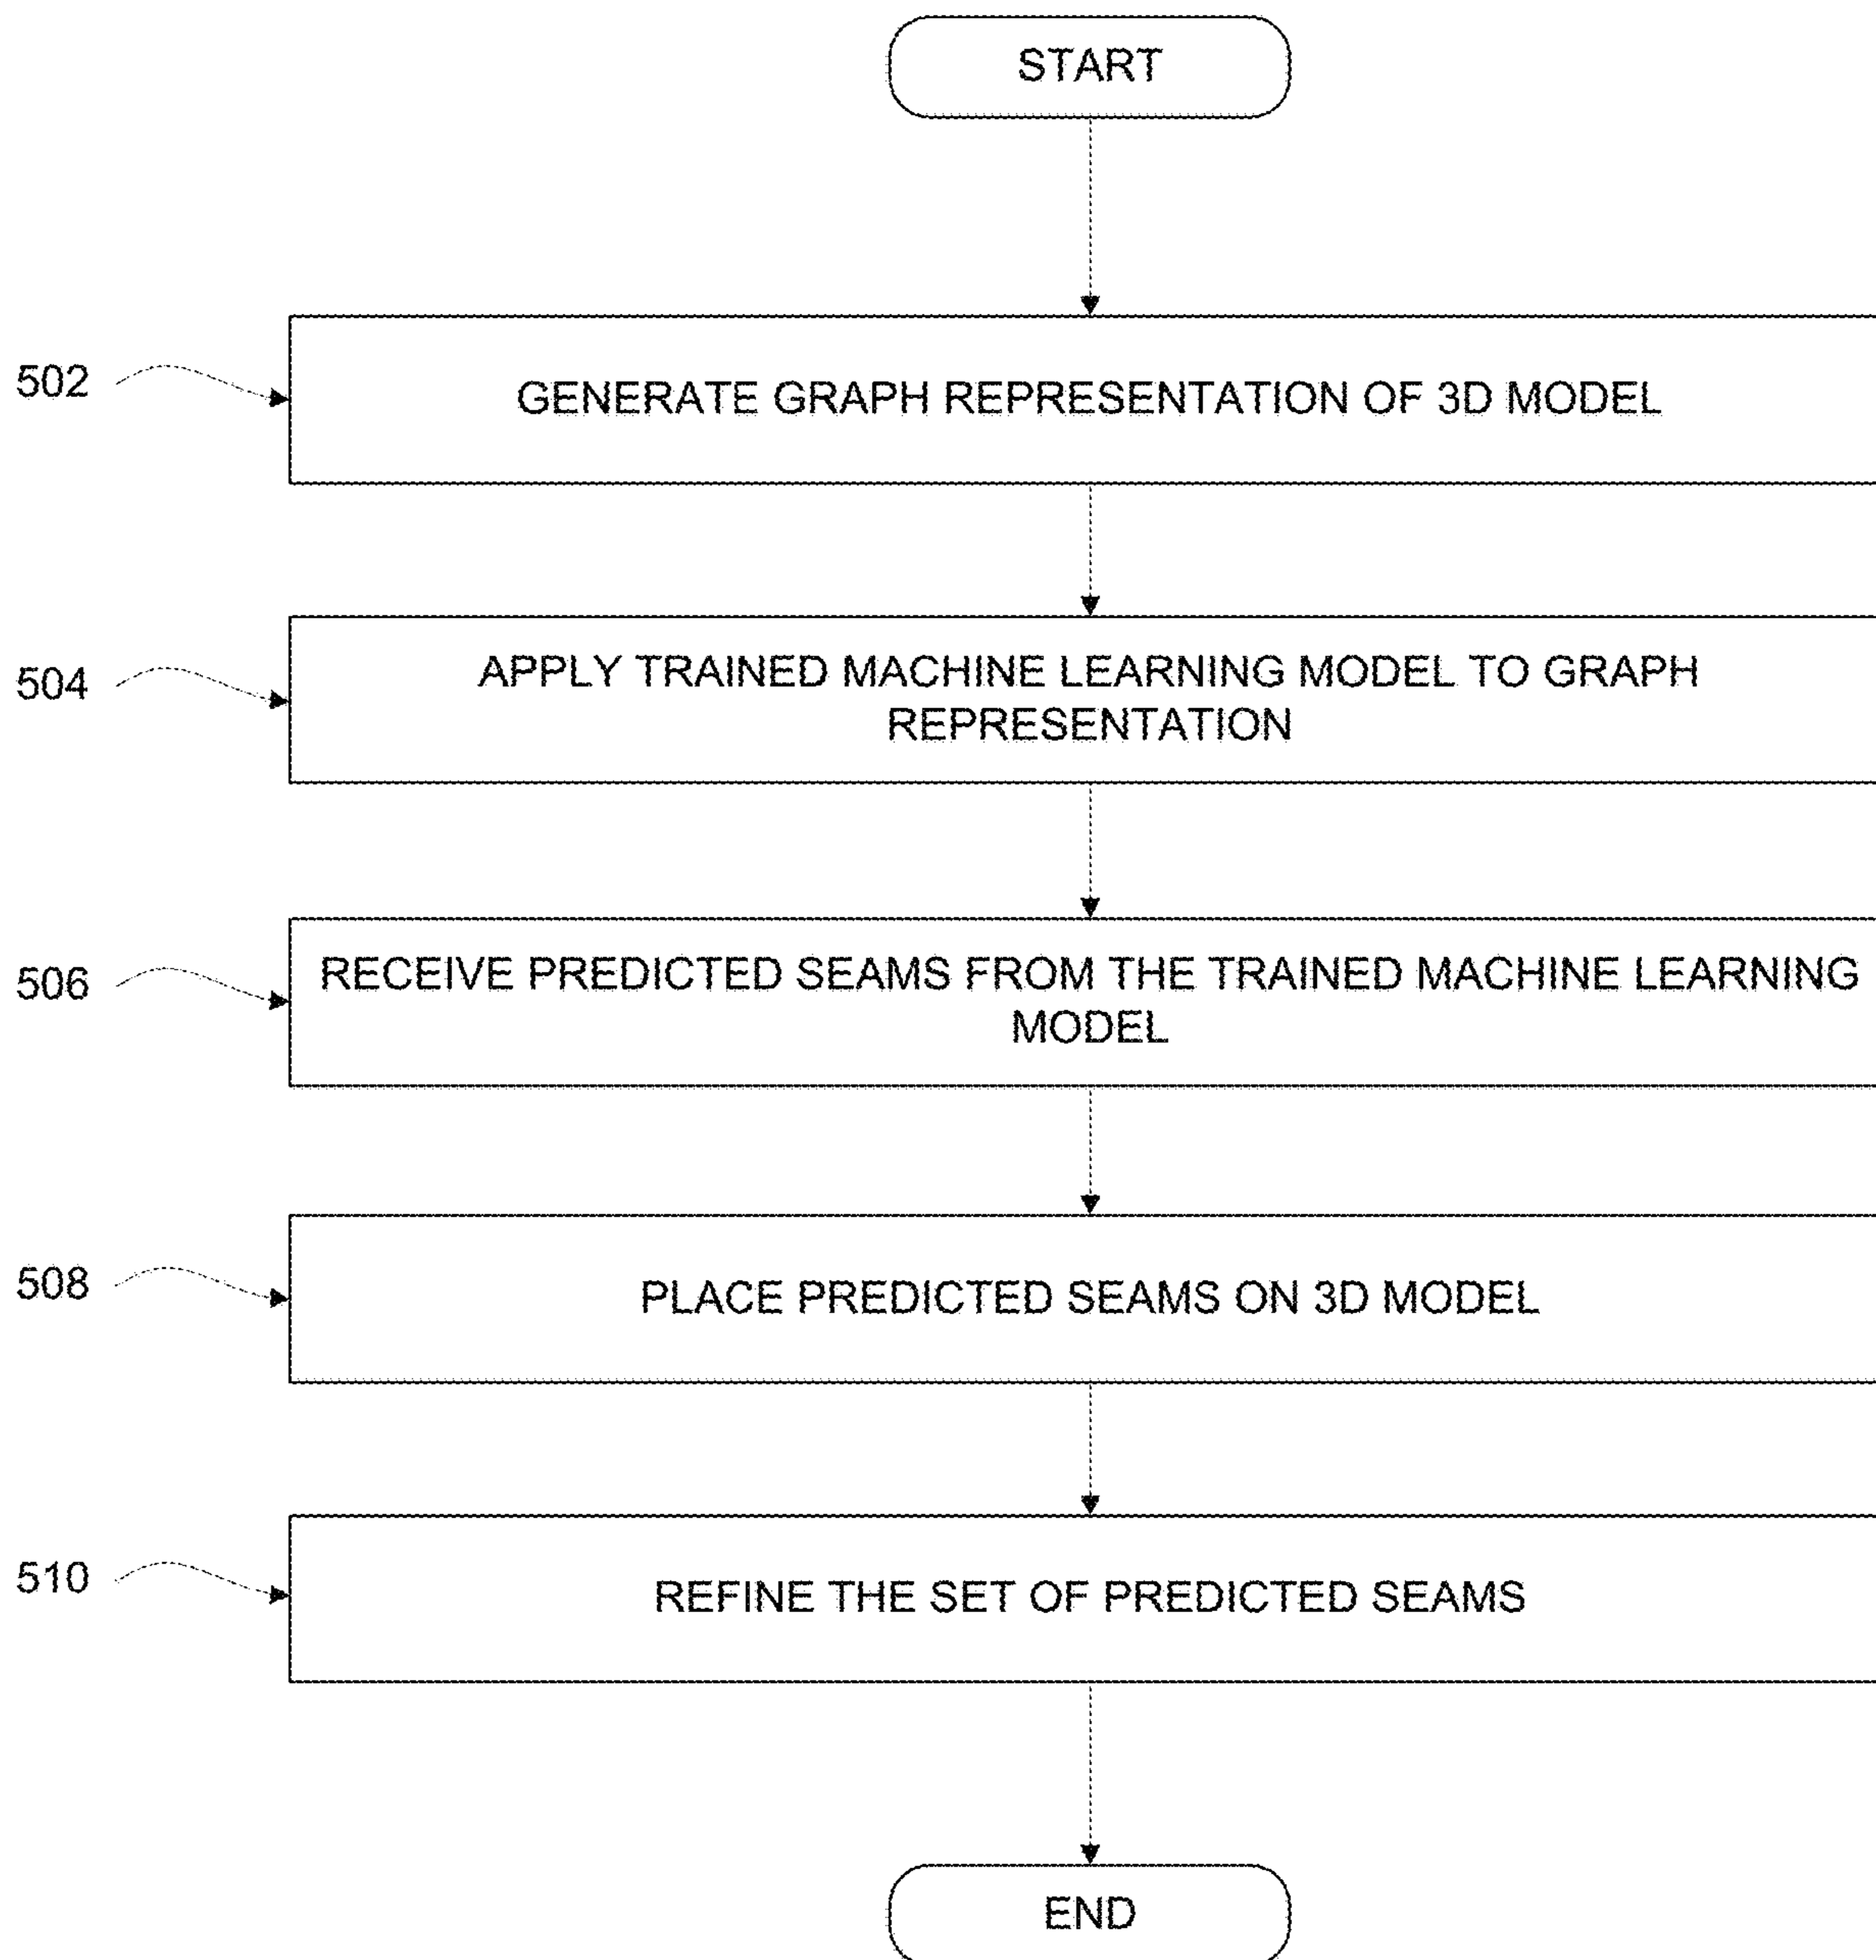 START
502
GENERATE GRAPH REPRESENTATION OF 3D MODEL
504
APPLY TRAINED MACHINE LEARNING MODEL TO GRAPH
REPRESENTATION
506
RECEIVE PREDICTED SEAMS FROM THE TRAINED MACHINE LEARNING
MODEL
508
PLACE PREDICTED SEAMS ON 3D MODEL
510
REFINE THE SET OF PREDICTED SEAMS
END